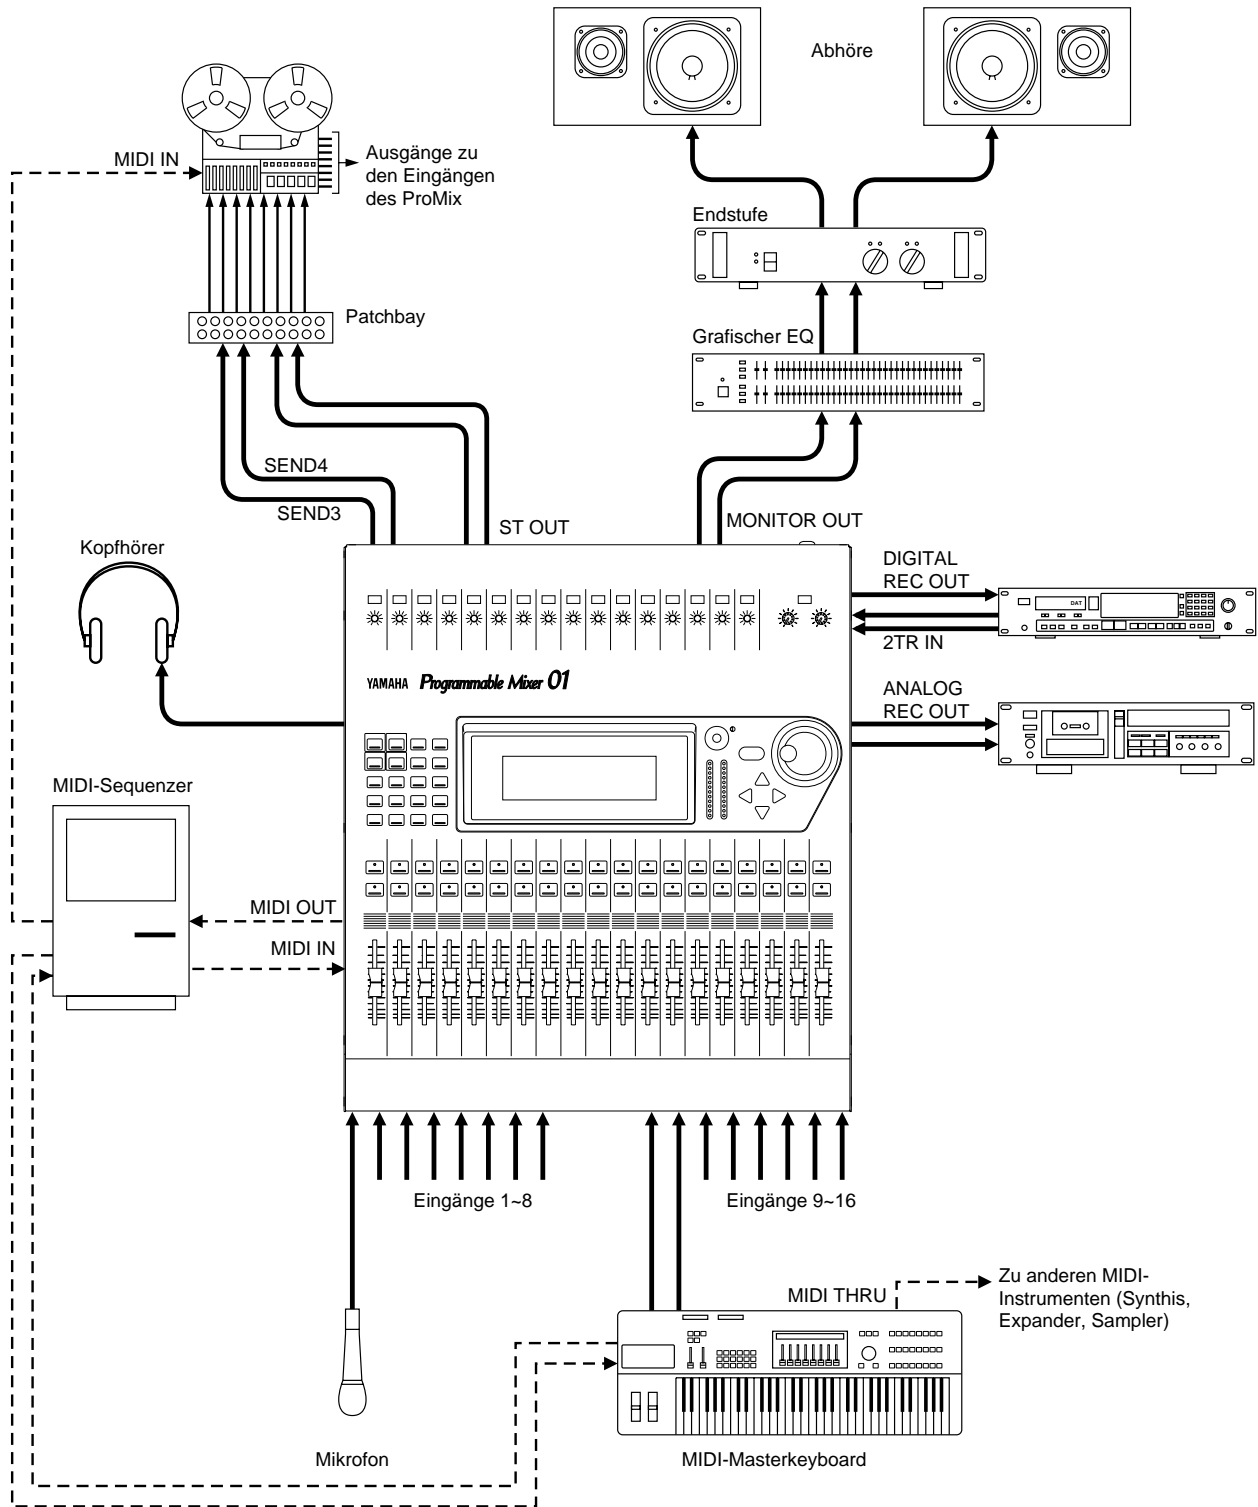 Abhöre
MIDI IN
Ausgänge zu
den Eingängen
des ProMix
Endstufe
Patchbay
Grafischer EQ
SEND4
SEND3
ST OUT
MONITOR OUT
Kopfhörer
DIGITAL
REC OUT
DAT
2TR IN
YAMAHA Programmable Mixer 01
ANALOG
REC OUT
MIDI-Sequenzer
MIDI OUT
MIDI IN
Eingänge 1~8
Eingänge 9~16
MIDI THRU
Zu anderen MIDI-
Instrumenten (Synthis,
Expander, Sampler)
Mikrofon
MIDI-Masterkeyboard